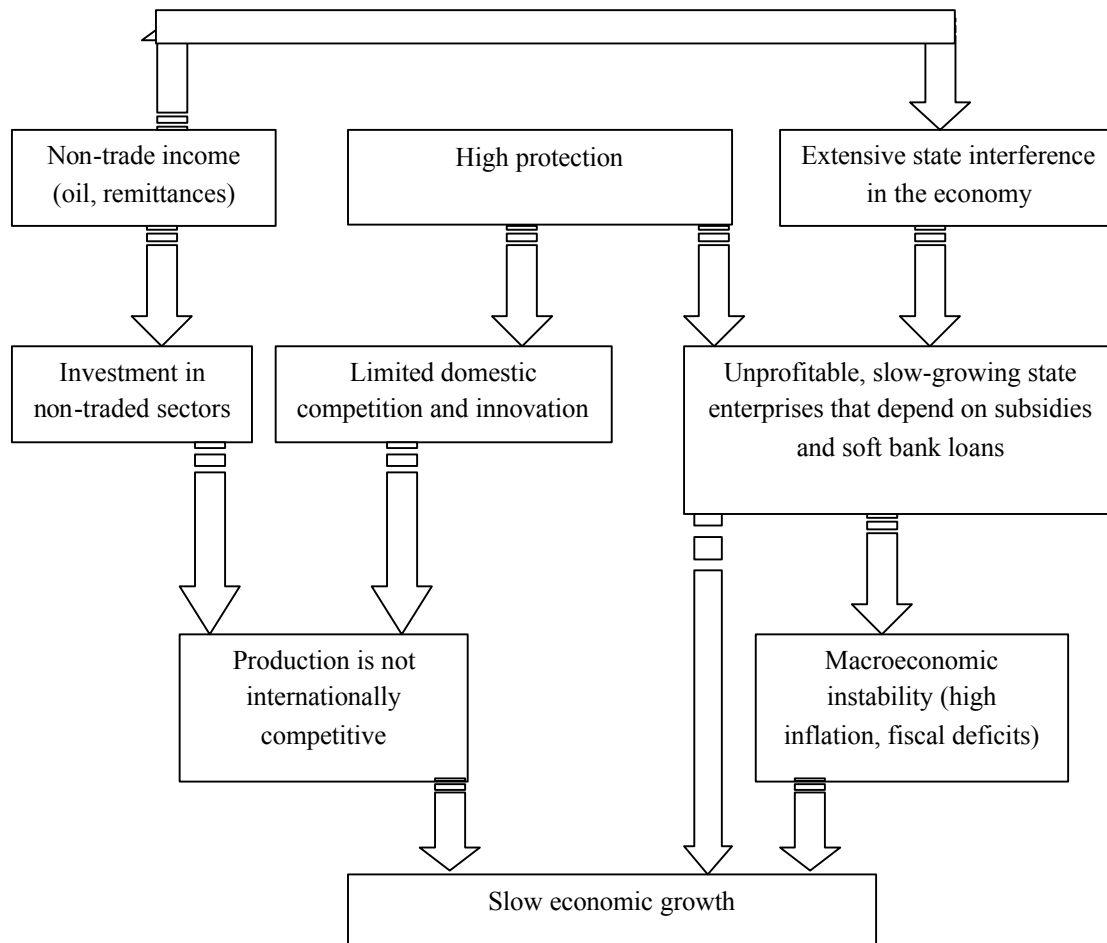 Non-trade income
(oil, remittances)
High protection
Extensive state interference
in the economy
Investment in
non-traded sectors
Limited domestic
competition and innovation
Unprofitable, slow-growing state
enterprises that depend on subsidies
and soft bank loans
Production is not
internationally
competitive
Macroeconomic
instability (high
inflation, fiscal deficits)
Slow economic growth